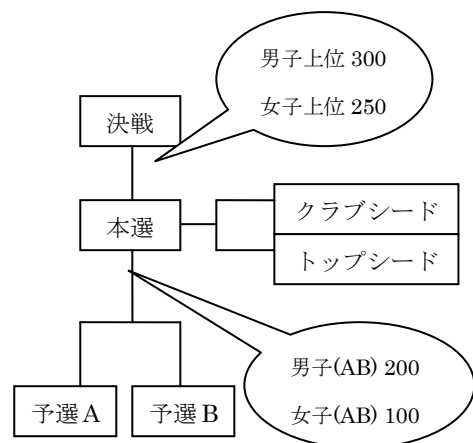 男子上位 300
女子上位 250
決戦
本選
クラブシード
トップシード
男子(AB) 200
女子(AB) 100
予選A
予選B